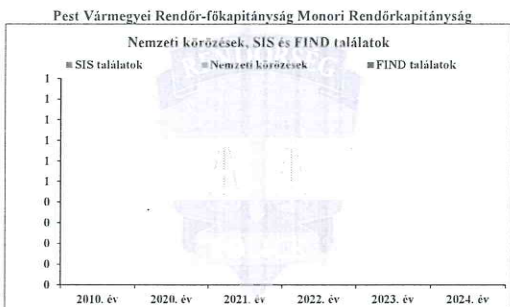 Pest Vármegyei Rendőr-főkapitányság Monori Rendőrkapitányság
Nemzeti körözések, SIS és FIND találatok
SIS találatok Nemzeti körözések FIND találatok
1
1
1
1
1
1
0
0
0
0
0
2010. év 2020. év 2021. év 2022. év 2023. év 2024. év